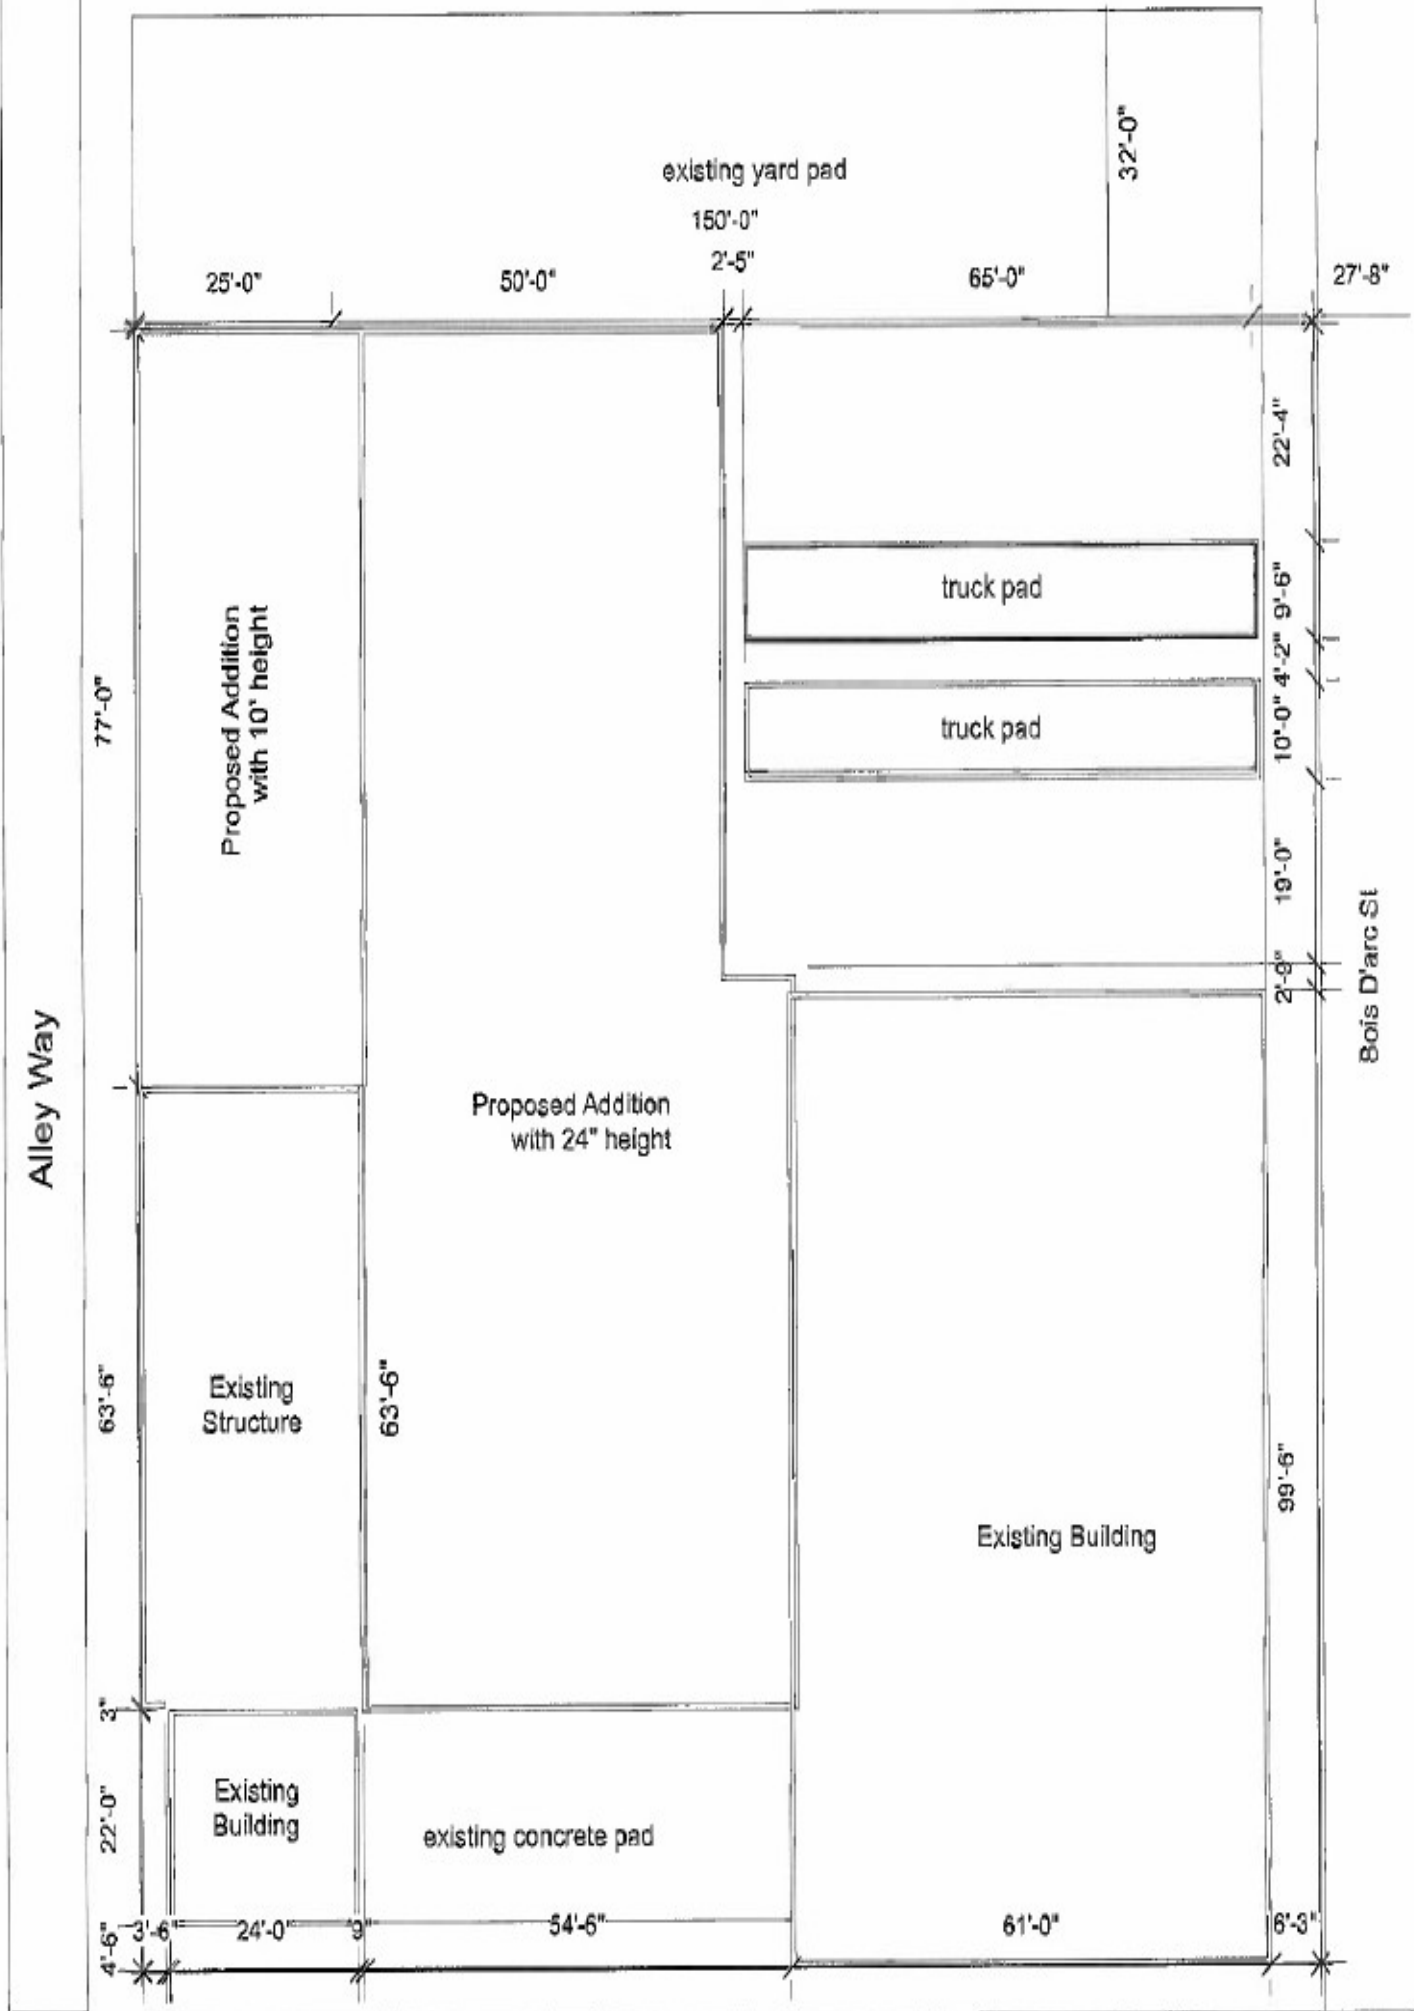 32'-0"
existing yard pad
150'-0"
2'-5"
25'-0"
50'-0"
65'-0"
27'-8"
22'-4"
truck pad
9'-6"
4'-2"
truck pad
10'-0"
Proposed Addition
with 10' height
77'-0"
19'-0"
2'-9"
Bois D'arc St
Alley Way
Proposed Addition
with 24" height
63'-6"
Existing
Structure
63'-6"
99'-6"
Existing Building
3"
Existing
Building
22'-0"
existing concrete pad
4'-6"
3'-6"
24'-0"
9"
54'-6"
61'-0"
6'-3"